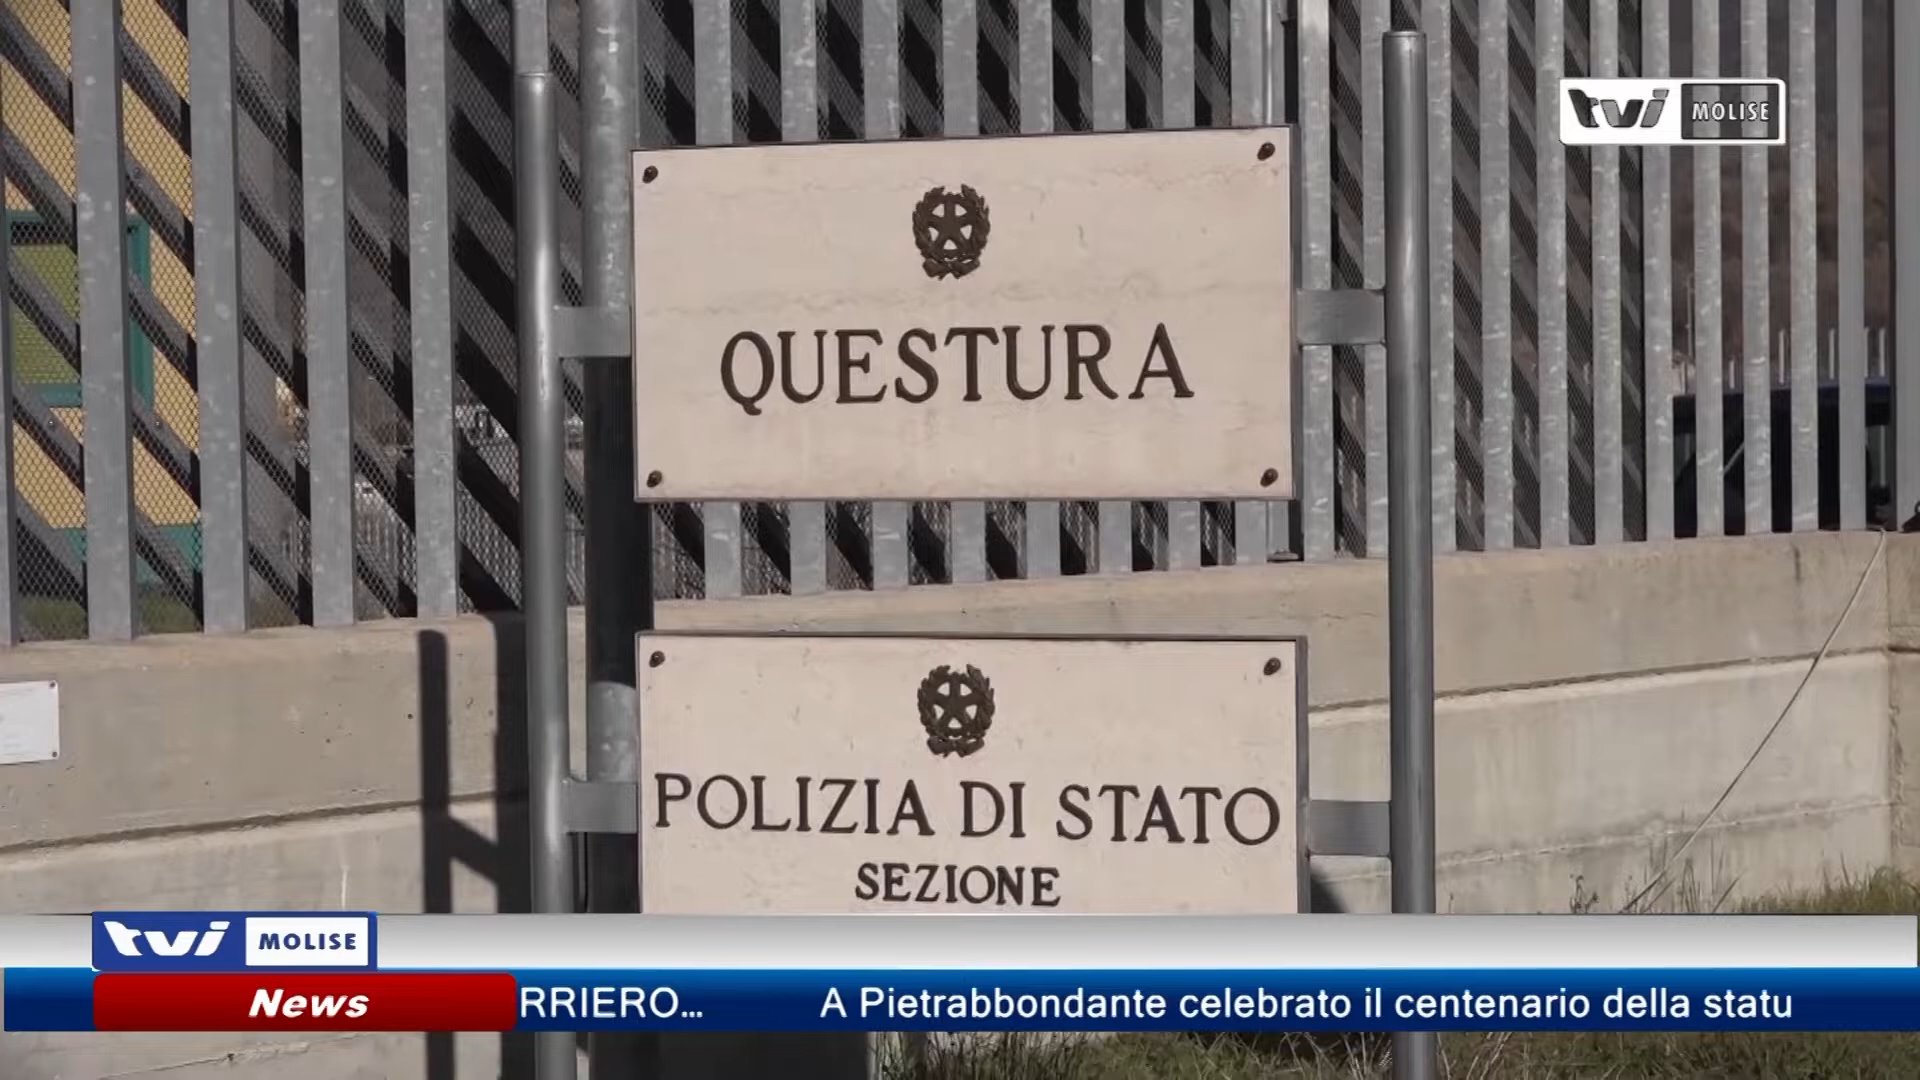 tvi MOLISE
QUESTURA
POLIZIA DI STATO
SEZIONE
tvi MOLISE
News
RRIERO... A Pietrabbondante celebrato il centenario della statu